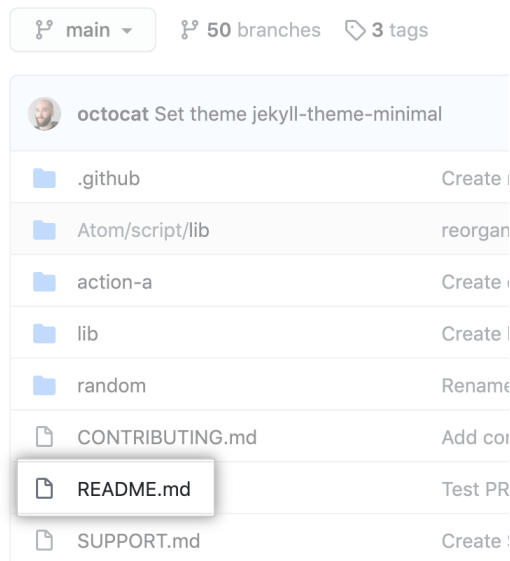 main 50 branches 3 tags
octocat Set theme jekyll-theme-minimal
.github Create
Atom/script/lib reorgan
action-a Create
lib Create
random Rename
CONTRIBUTING.md Add con
README.md Test PR
SUPPORT.md Create